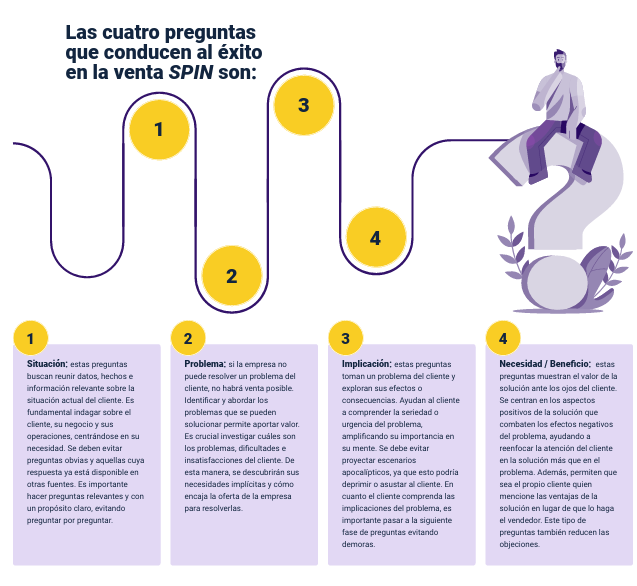 Las cuatro preguntas
que conducen al éxito
en la venta SPIN son:
3
1
4
2
1
Situación: estas preguntas
buscan reunir datos, hechos e
información relevante sobre la
situación actual del cliente. Es
fundamental indagar sobre el
cliente, su negocio y sus
operaciones, centrándose en su
necesidad. Se deben evitar
preguntas obvias y aquellas cuya
respuesta ya está disponible en
otras fuentes. Es importante
hacer preguntas relevantes y con
un propósito claro, evitando
preguntar por preguntar.
2
Problema: si la empresa no
puede resolver un problema del
cliente, no habrá venta posible.
Identificar y abordar los
problemas que se pueden
solucionar permite aportar valor.
Es crucial investigar cuáles son
los problemas, dificultades e
insatisfacciones del cliente. De
esta manera, se descubrirán sus
necesidades implícitas y cómo
encaja la oferta de la empresa
para resolverlas.
3
Implicación: estas preguntas
toman un problema del cliente y
exploran sus efectos o
consecuencias. Ayudan al cliente
a comprender la seriedad o
urgencia del problema,
amplificando su importancia en
su mente. Se debe evitar
proyectar escenarios
apocalípticos, ya que esto podría
deprimir o asustar al cliente. En
cuanto el cliente comprenda las
implicaciones del problema, es
importante pasar a la siguiente
fase de preguntas evitando
demoras.
4
Necesidad / Beneficio: estas
preguntas muestran el valor de la
solución ante los ojos del cliente.
Se centran en los aspectos
positivos de la solución que
combaten los efectos negativos
del problema, ayudando a
reenfocar la atención del cliente
en la solución más que en el
problema. Además, permiten que
sea el propio cliente quien
mencione las ventajas de la
solución en lugar de que lo haga
el vendedor. Este tipo de
preguntas también reducen las
objeciones.